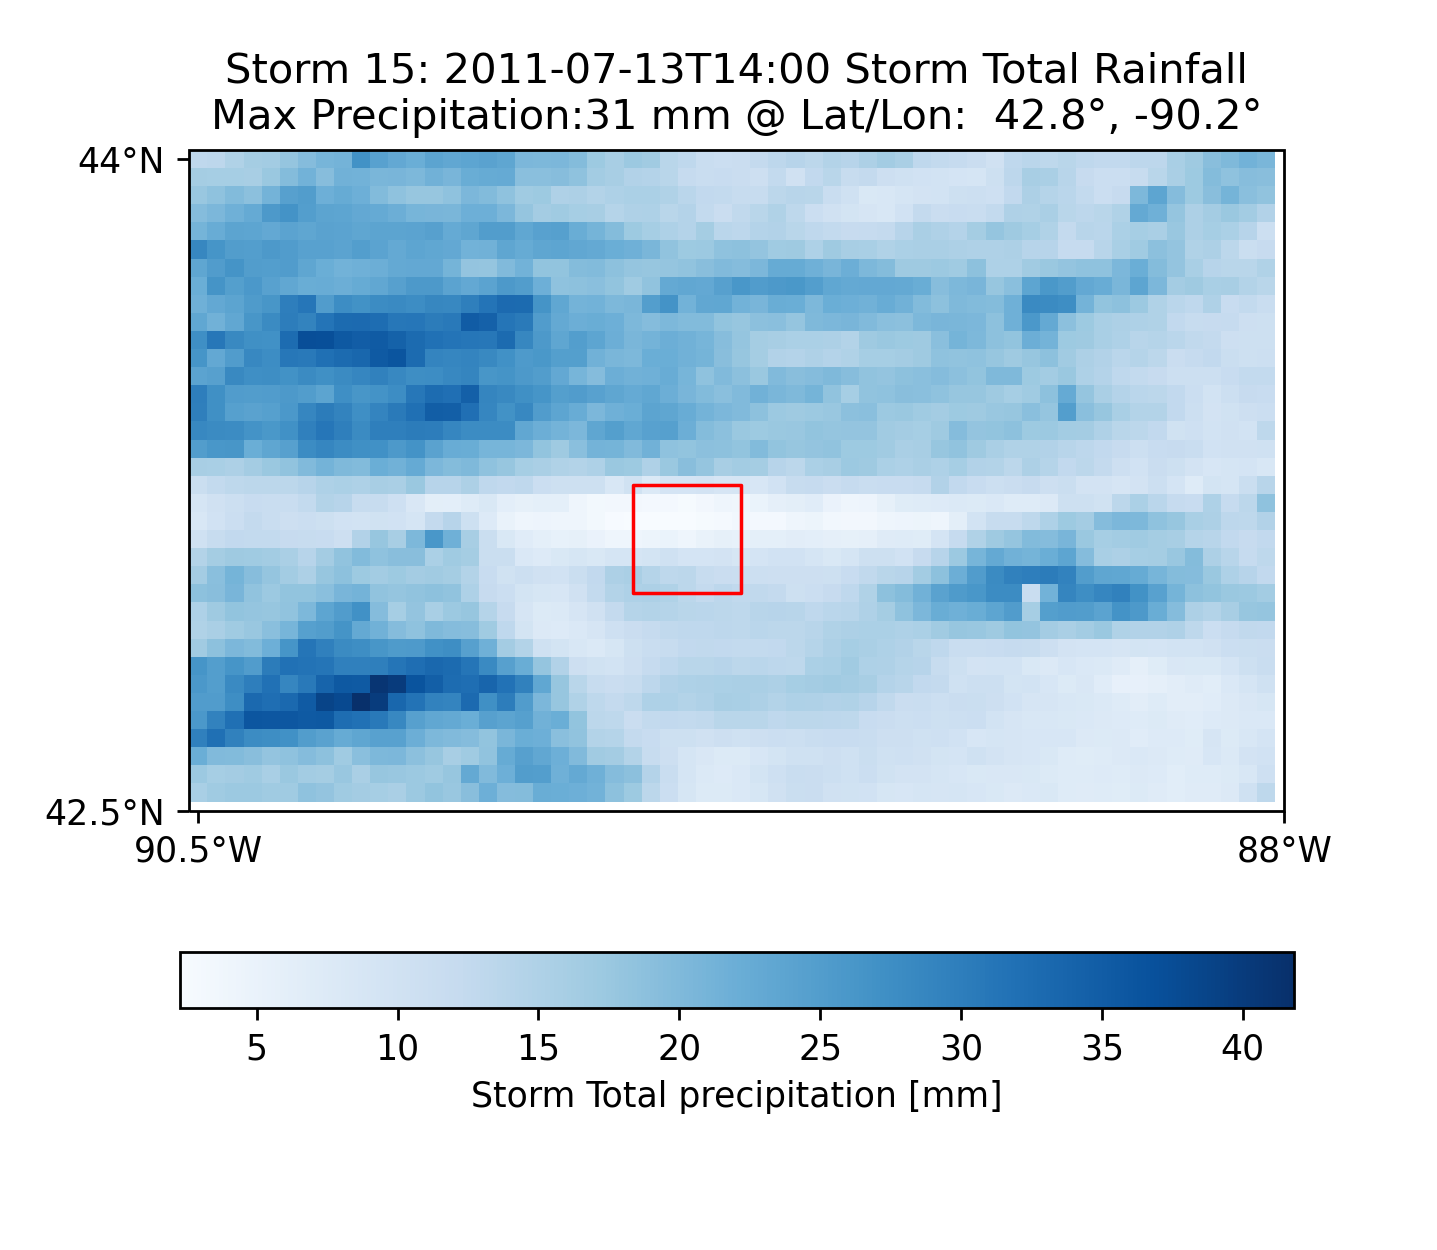 Storm 15: 2011-07-13T14:00 Storm Total Rainfall
Max Precipitation:31 mm @ Lat/Lon:  42.8°, -90.2°
44°N
42.5°N
90.5°W 88°W
5 10 15 20 25 30 35 40
Storm Total precipitation [mm]